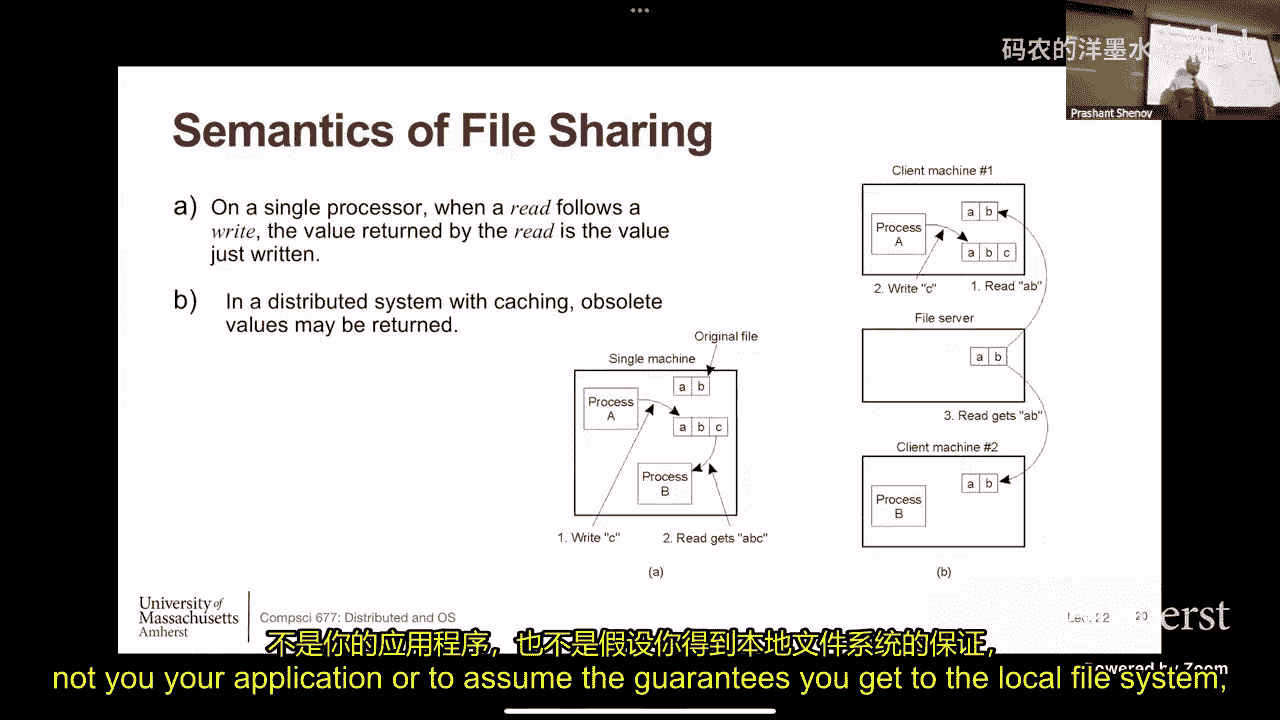 码农的洋墨水
Prashant Shenoy
Semantics of File Sharing
a) On a single processor, when a read follows a
write, the value returned by the read is the value
just written.
b) In a distributed system with caching, obsolete
values may be returned.
Original file
Single machine
a b
Process
A
a b c
Process
B
1. Write "c"
2. Read gets "abc"
(a)
Client machine #1
a b
Process
A
a b c
2. Write "c"
1. Read "ab"
File server
a b
3. Read gets "ab"
Client machine #2
a b
Process
B
(b)
University of
Massachusetts
Amherst
Compsci 677: Distributed and OS
Lec. 22
20
erst
不是你的应用程序，也不是假设你得到本地文件系统的保证，
Powered by Zoom
not you your application or to assume the guarantees you get to the local file system,